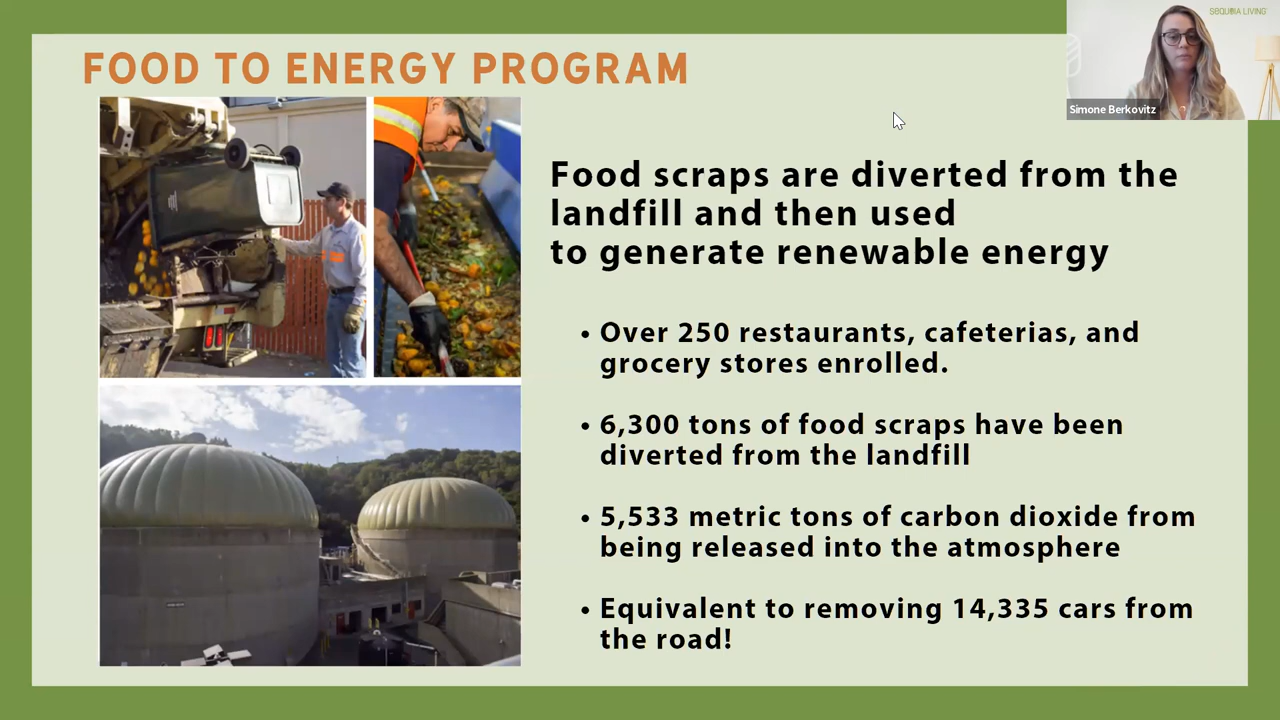 SEQUOIA LIVING
FOOD TO ENERGY PROGRAM
Simone Berkovitz
Food scraps are diverted from the
landfill and then used
to generate renewable energy
• Over 250 restaurants, cafeterias, and
grocery stores enrolled.
• 6,300 tons of food scraps have been
diverted from the landfill
• 5,533 metric tons of carbon dioxide from
being released into the atmosphere
• Equivalent to removing 14,335 cars from
the road!